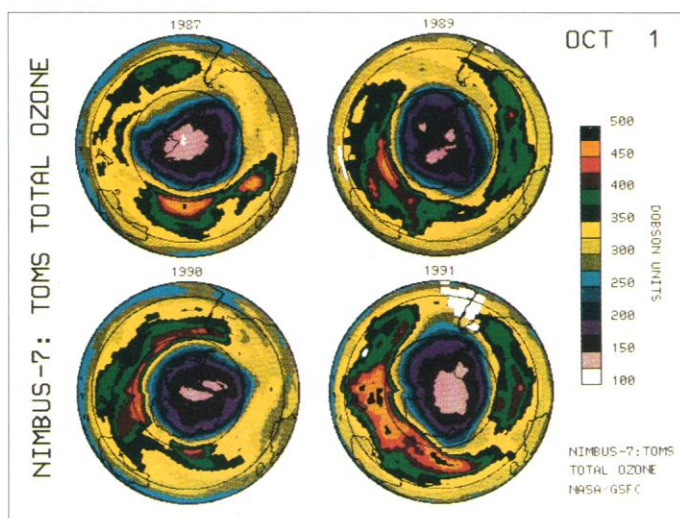 NIMBUS-7: TOMS TOTAL OZONE
1987
1989
OCT 1
1990
1991
500
450
400
350
300
250
200
150
100
DOBSON UNITS
NIMBUS-7:TOMS
TOTAL OZONE
NASA/GSFC